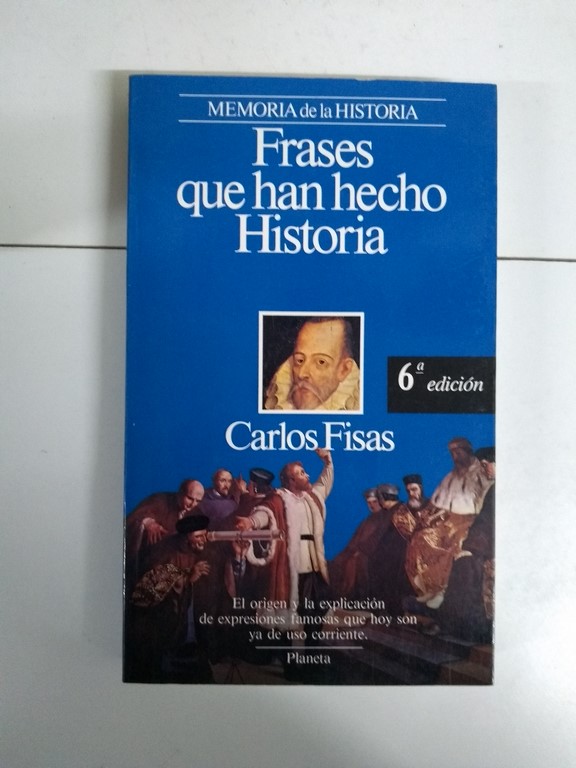 MEMORIA de la HISTORIA
Frases
que han hecho
Historia
6ª edición
Carlos Fisas
El origen y la explicación
de expresiones famosas que hoy son
ya de uso corriente.
Planeta